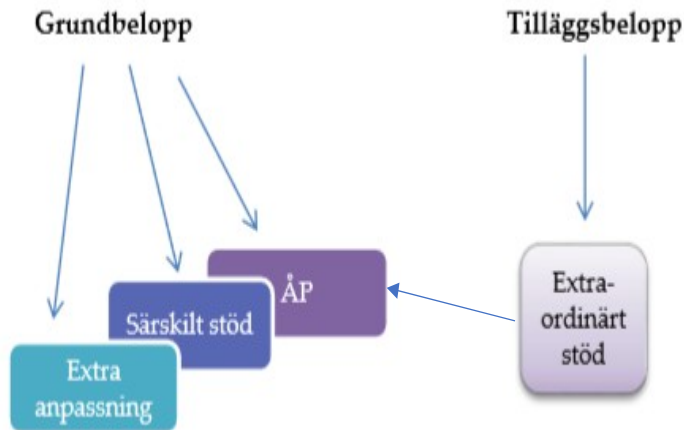 Grundbelopp
Tilläggsbelopp
ÅP
Särskilt stöd
Extra
anpassning
Extra-
ordinärt
stöd